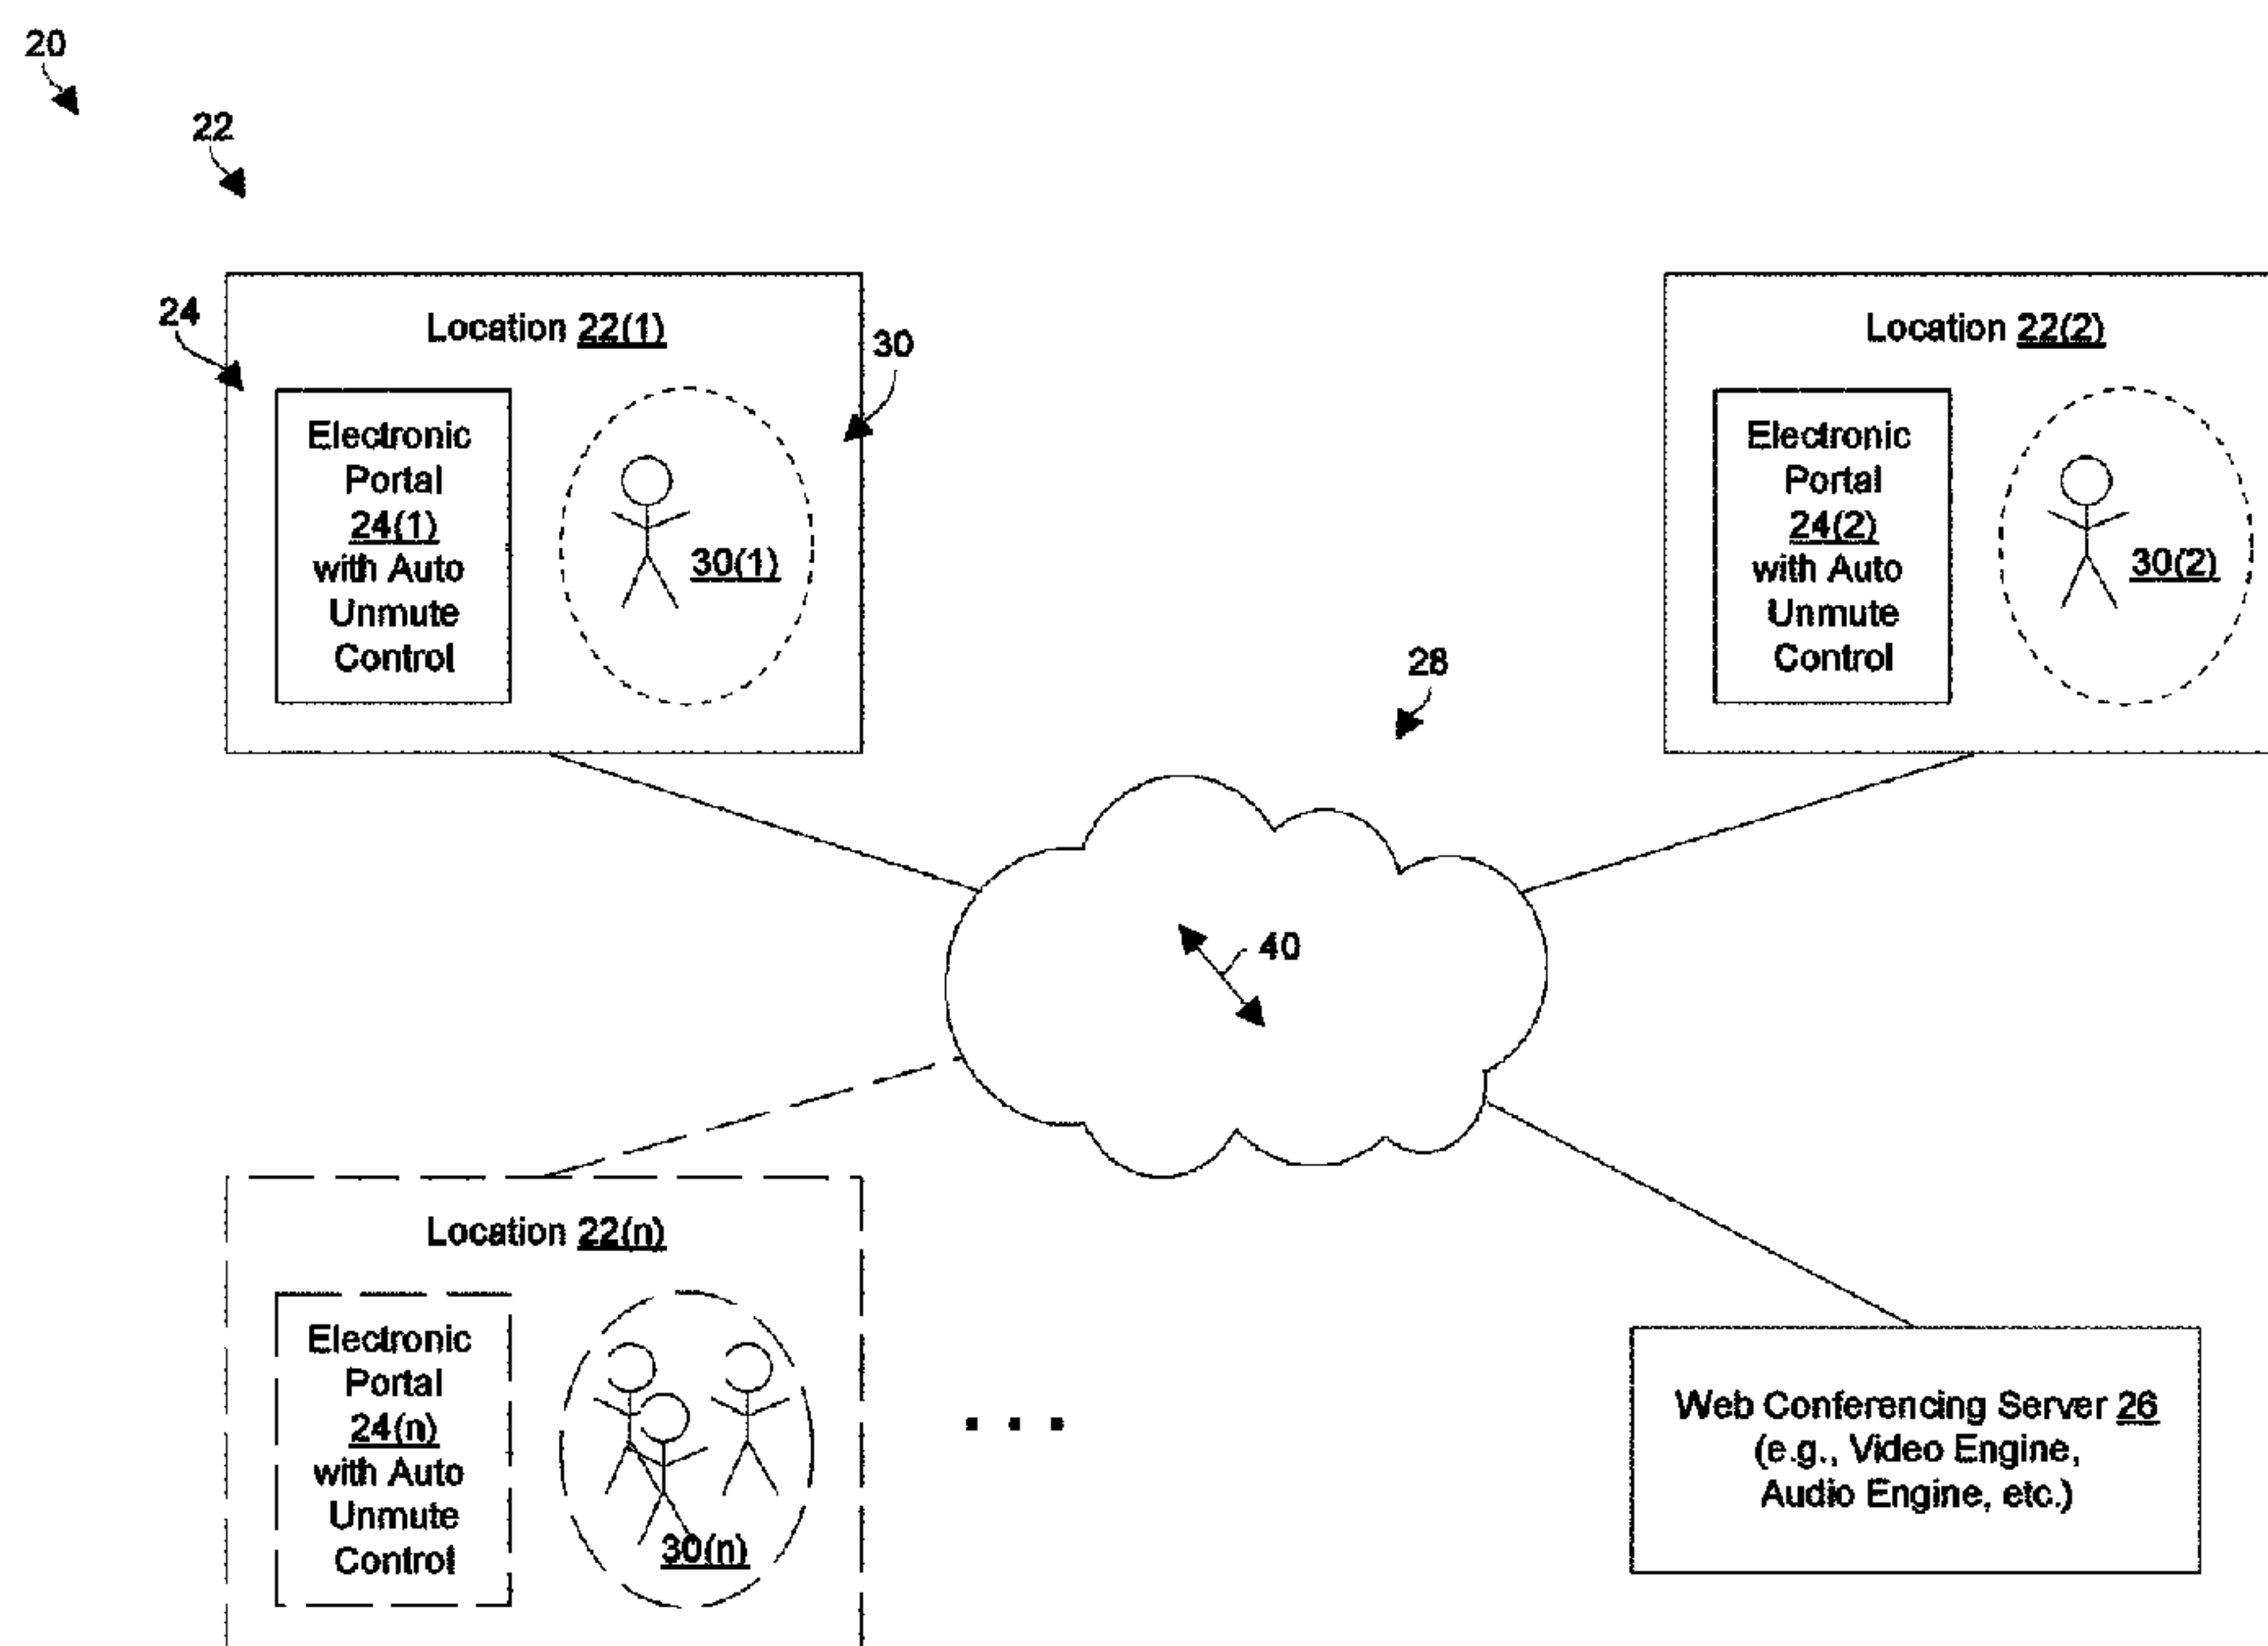 20
22
24
Location 22(1)
30
Electronic
Portal
24(1)
with Auto
Unmute
Control
30(1)
Location 22(2)
Electronic
Portal
24(2)
with Auto
Unmute
Control
30(2)
28
40
Location 22(n)
Electronic
Portal
24(n)
with Auto
Unmute
Control
30(n)
...
Web Conferencing Server 26
(e.g., Video Engine,
Audio Engine, etc.)